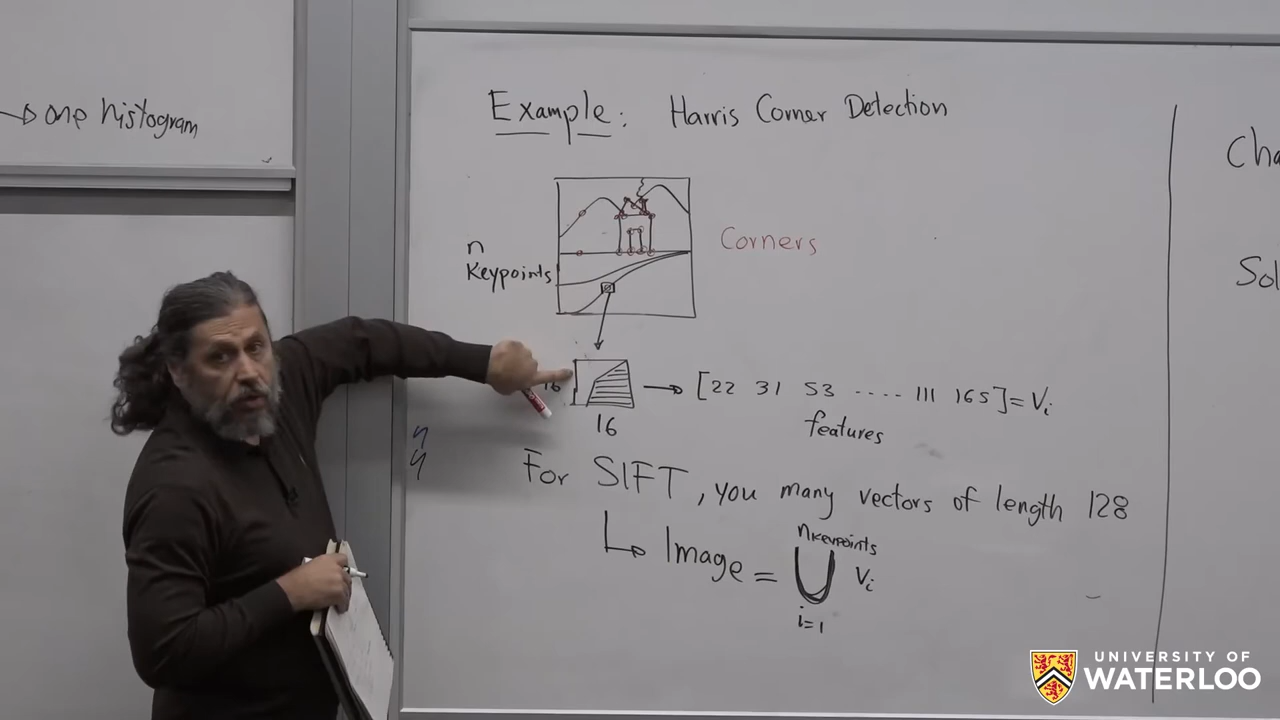 one histogram
Example: Harris Corner Detection
n
Keypoints
Corners
16
16
[22 31 53 .... 111 165] = Vi
features
For SIFT, you many vectors of length 128
Image = U Vi
nkeypoints
i=1
Cha
Sol
UNIVERSITY OF
WATERLOO